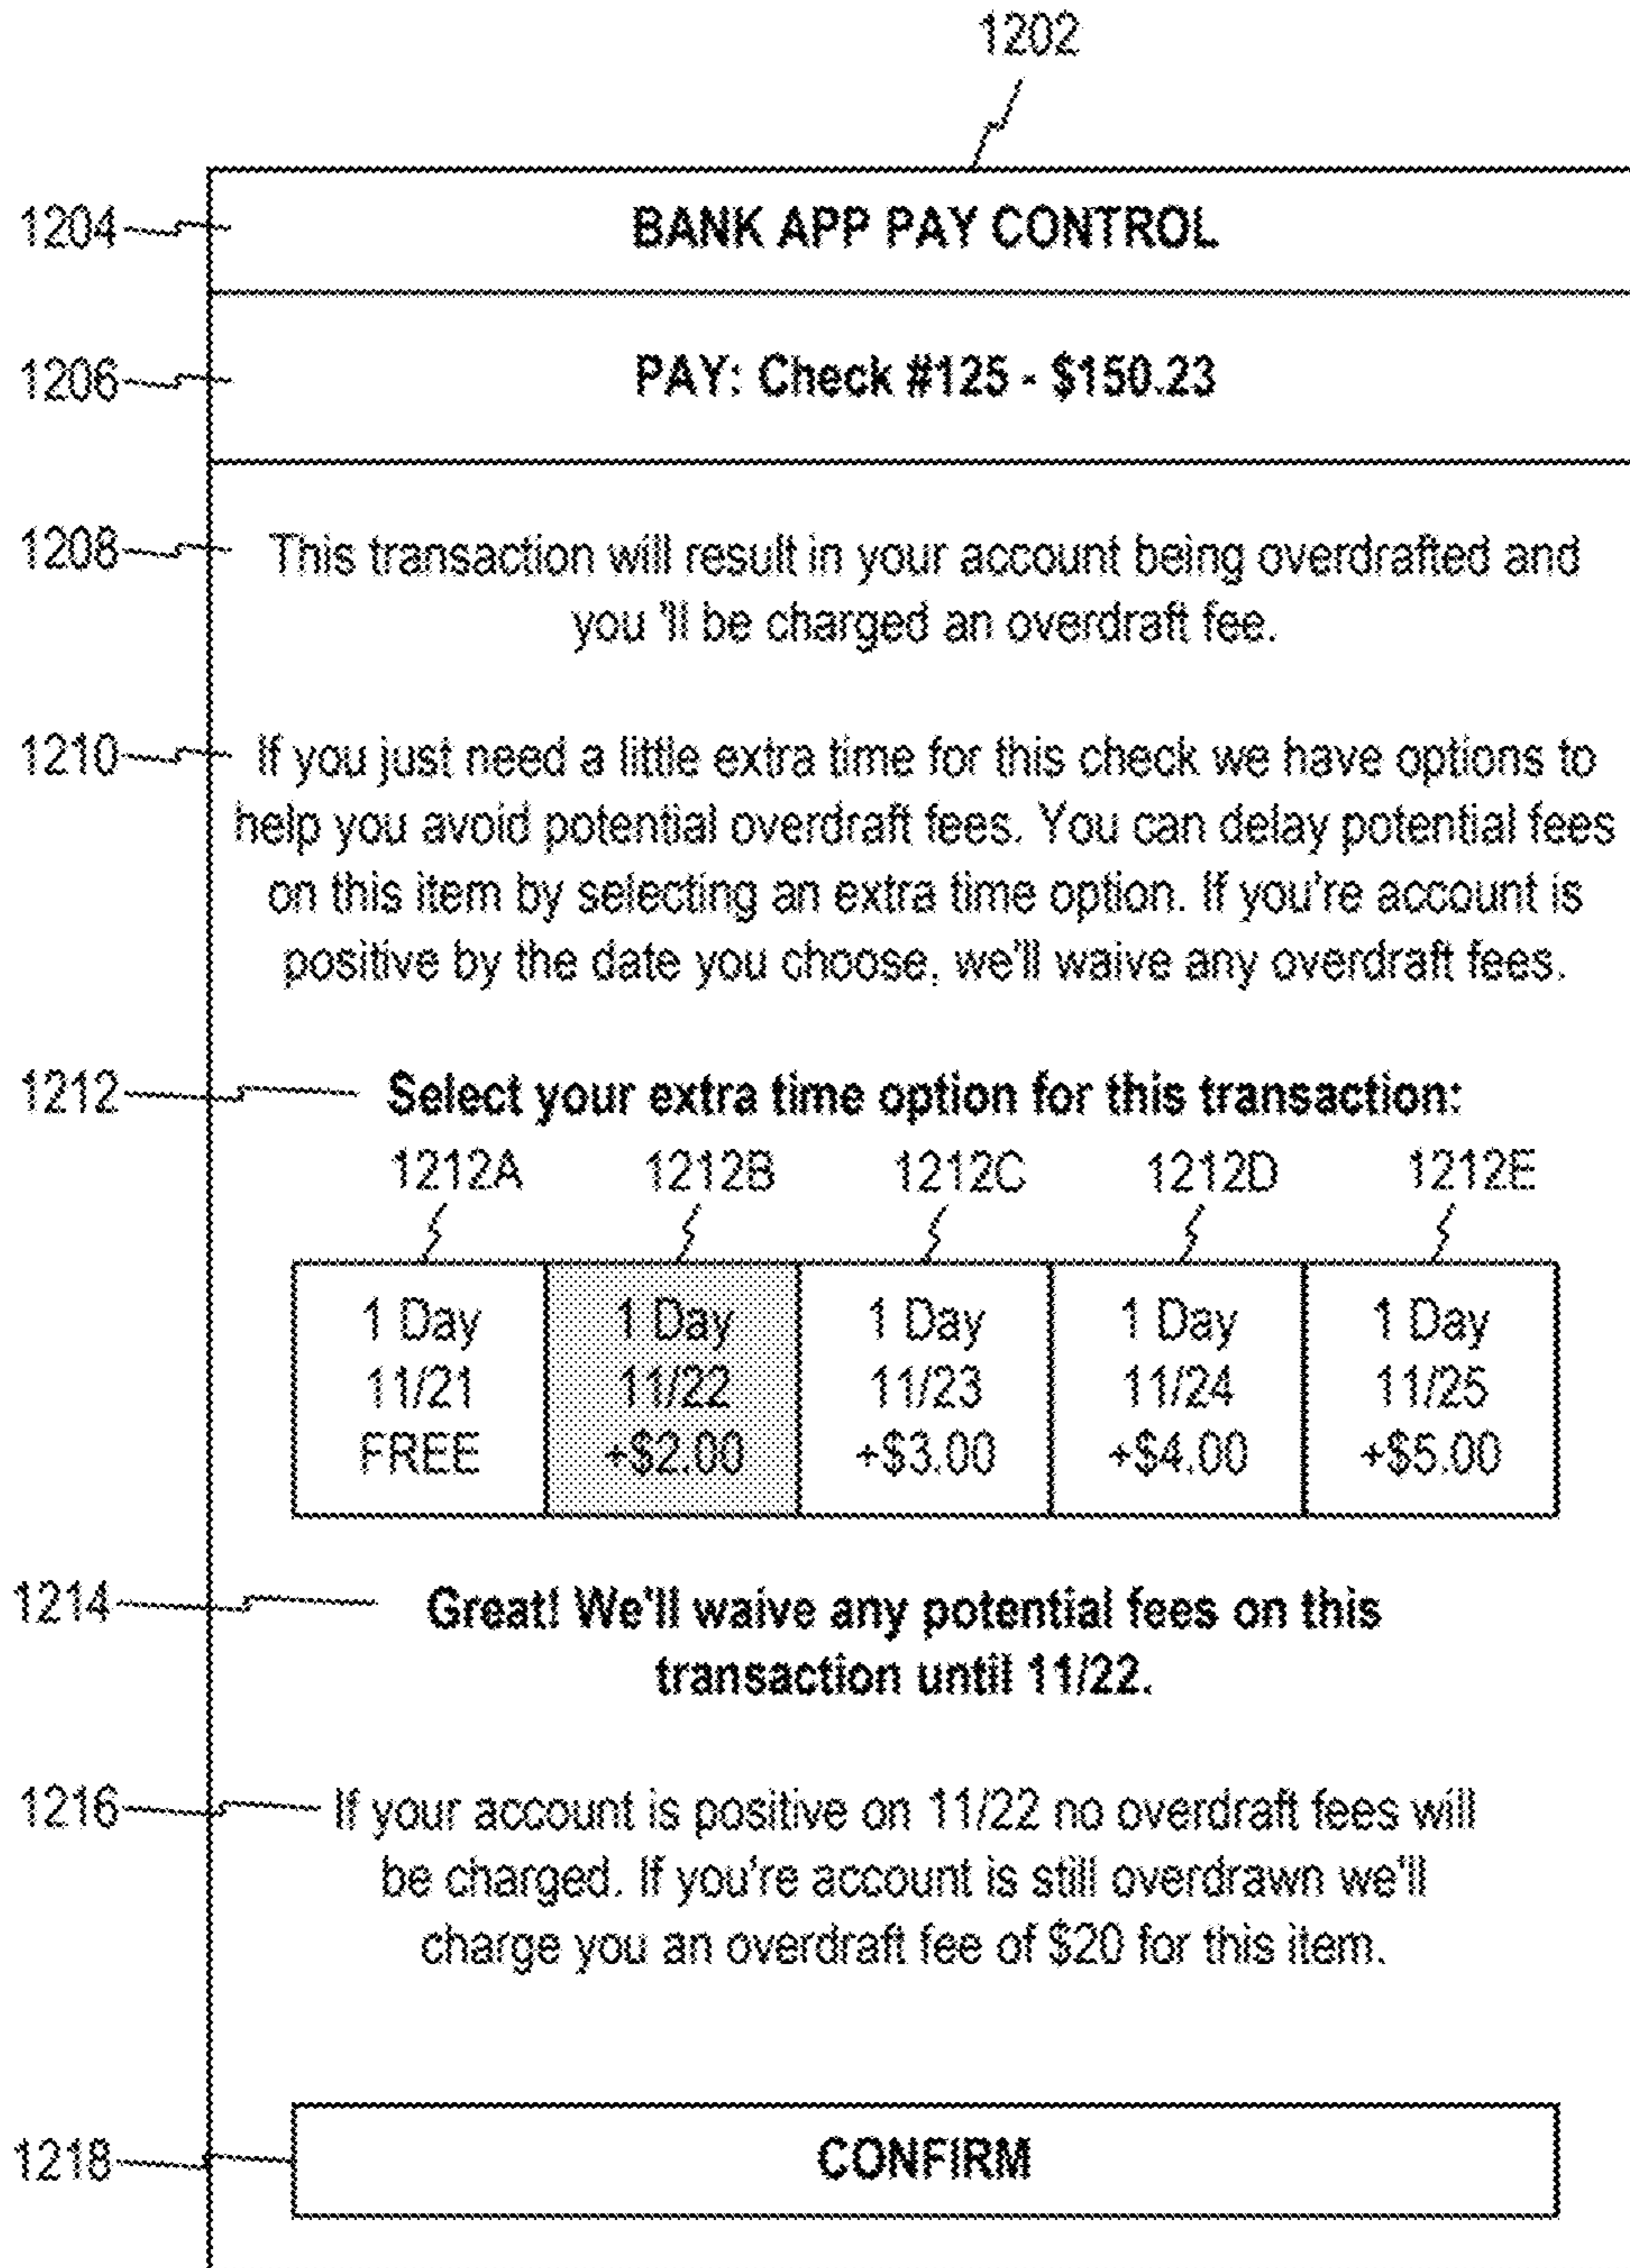 1202
1204 BANK APP PAY CONTROL
1206 PAY: Check #125 - $150.23
1208 This transaction will result in your account being overdrafted and
you 'll be charged an overdraft fee.
1210 If you just need a little extra time for this check we have options to
help you avoid potential overdraft fees. You can delay potential fees
on this item by selecting an extra time option. If you're account is
positive by the date you choose, we'll waive any overdraft fees.
1212 Select your extra time option for this transaction:
1212A 1212B 1212C 1212D 1212E
1 Day 1 Day 1 Day 1 Day 1 Day
11/21 11/22 11/23 11/24 11/25
FREE +$2.00 +$3.00 +$4.00 +$5.00
1214 Great! We'll waive any potential fees on this
transaction until 11/22.
1216 If your account is positive on 11/22 no overdraft fees will
be charged. If you're account is still overdrawn we'll
charge you an overdraft fee of $20 for this item.
1218 CONFIRM